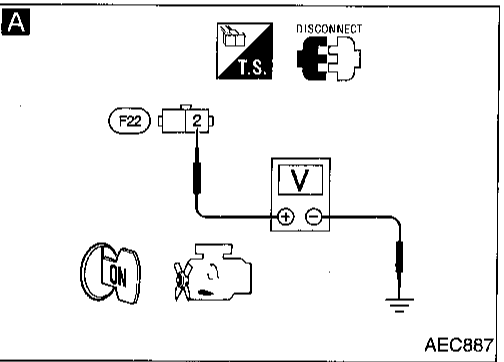 A
DISCONNECT
T.S.
F22
2
V
+ −
ON
AEC887